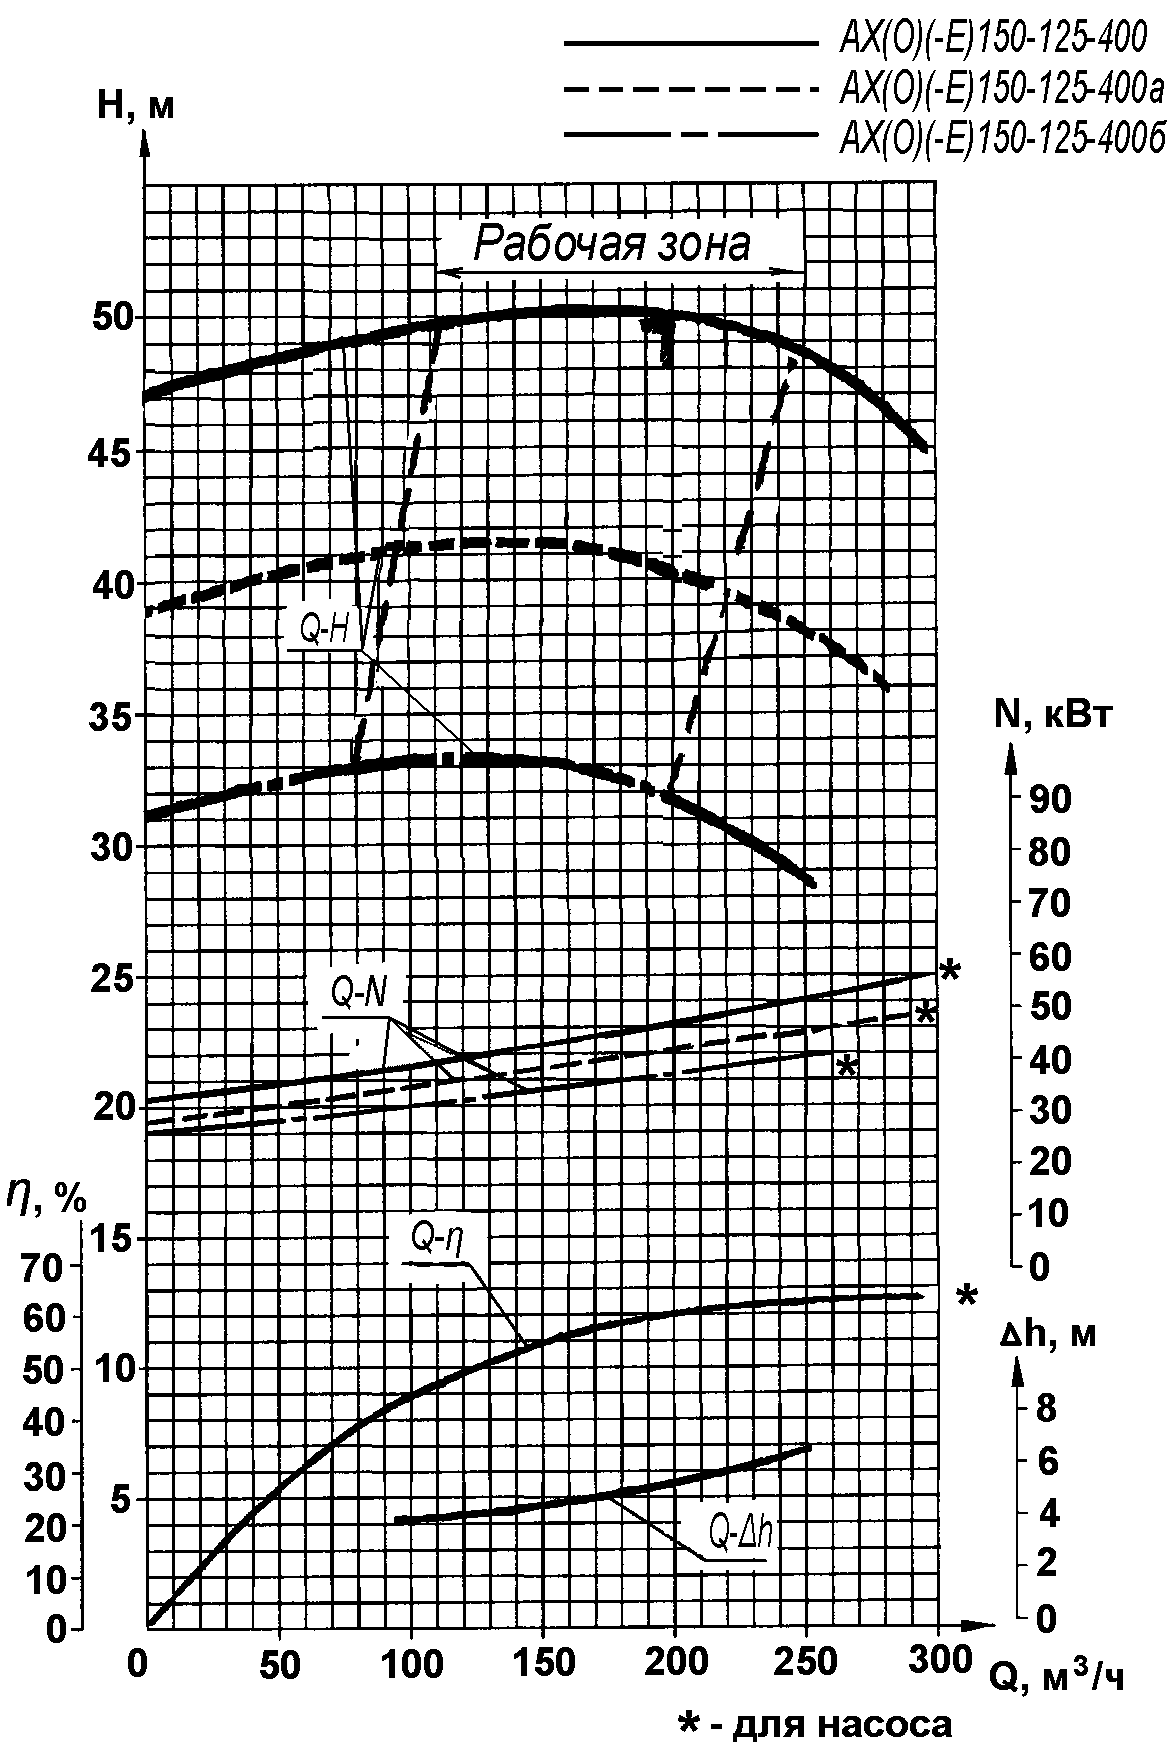 АХ(О)(-Е)150-125-400
АХ(О)(-Е)150-125-400а
АХ(О)(-Е)150-125-400б
Н, м
Рабочая зона
50
45
40
35
30
25
20
15
10
5
Q-H
Q-N
Q-η
Q-Δh
N, кВт
90
80
70
60
50
40
30
20
10
0
η, %
70
60
50
40
30
20
10
0
Δh, м
8
6
4
2
0
*
*
*
*
0 50 100 150 200 250 300 Q, м³/ч
* - для насоса